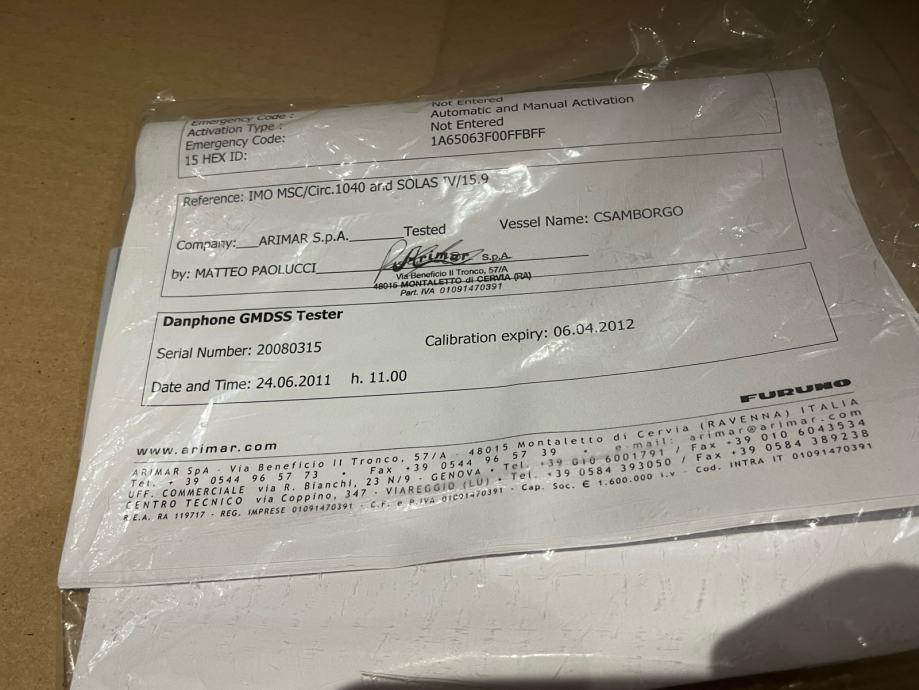 Emergency Code : Not Entered
Activation Type : Automatic and Manual Activation
Emergency Code: Not Entered
15 HEX ID: 1A65063F00FFBFF
Reference: IMO MSC/Circ.1040 and SOLAS IV/15.9
Company:___ARIMAR S.p.A.________Tested Vessel Name: CSAMBORGO
by: MATTEO PAOLUCCI
Arimar S.p.A.
Via Beneficio II Tronco, 57/A
48015 MONTALETTO di CERVIA (RA)
Part. IVA 01091470391
Danphone GMDSS Tester
Serial Number: 20080315 Calibration expiry: 06.04.2012
Date and Time: 24.06.2011 h. 11.00
FURUNO
www.arimar.com
ARIMAR SpA - Via Beneficio II Tronco, 57/A - 48015 Montaletto di Cervia (RAVENNA) ITALIA
Tel. + 39 0544 96 57 73 • Fax +39 0544 96 57 39 • e-mail: arimar@arimar.com
UFF. COMMERCIALE via R. Bianchi, 23 N/9 - GENOVA • Tel. +39 010 6001791 / Fax +39 010 6043534
CENTRO TECNICO via Coppino, 347 - VIAREGGIO (LU) • Tel. +39 0584 393050 / Fax +39 0584 389238
R.E.A. RA 119717 - REG. IMPRESE 01091470391 - C.F. e P.IVA 01091470391 - Cap. Soc. € 1.600.000 i.v - Cod. INTRA IT 01091470391